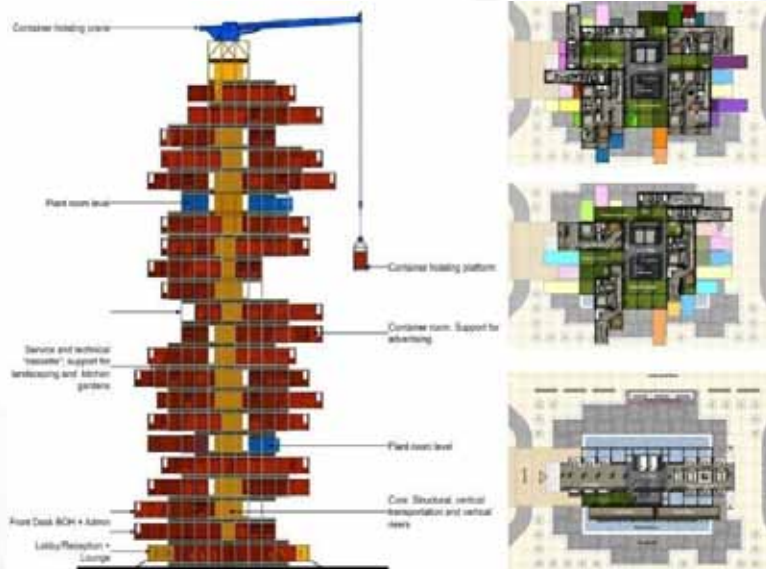 Container hoisting crane
Plant room level
Container hoisting platform
Container room. Support for
advertising
Service and technical
"cassette"; support for
landscaping and kitchen
gardens
Plant room level
Core: Structural, vertical
transportation and vertical
risers
Front Desk BOH + Admin
Lobby/Reception +
Lounge